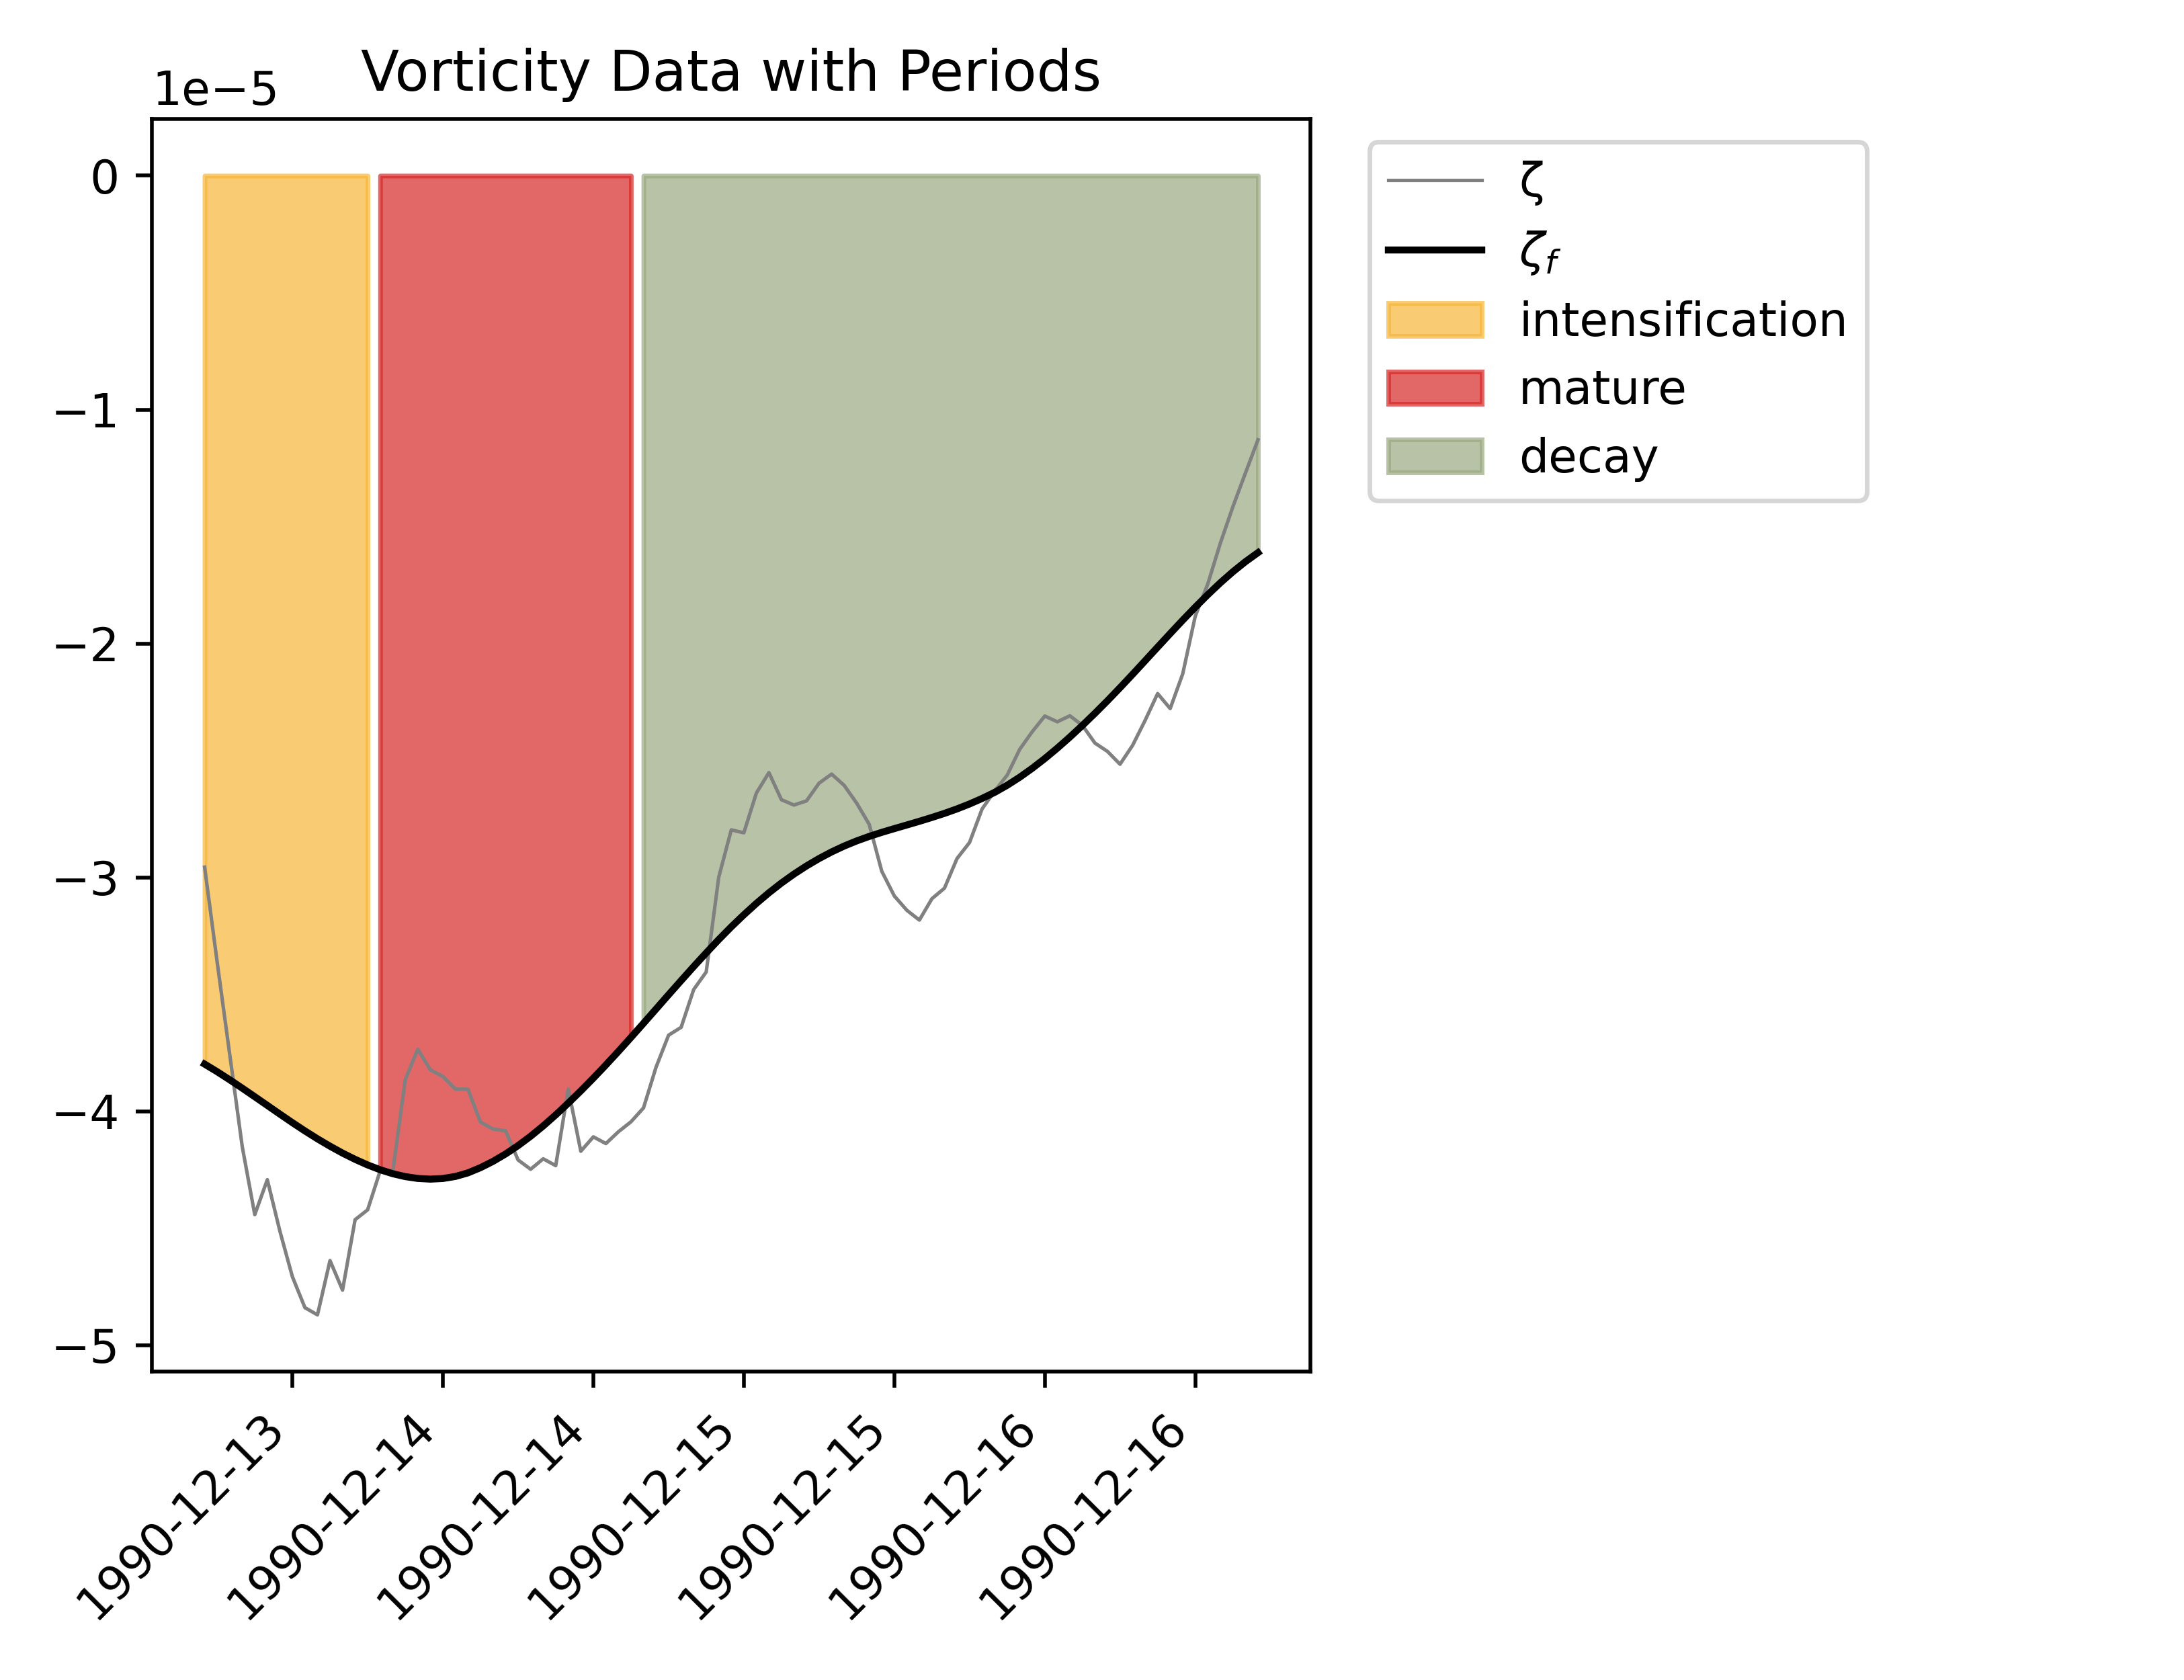 Vorticity Data with Periods
1e−5
0
−1
−2
−3
−4
−5
1990-12-13
1990-12-14
1990-12-14
1990-12-15
1990-12-15
1990-12-16
1990-12-16
ζ
ζf
intensification
mature
decay